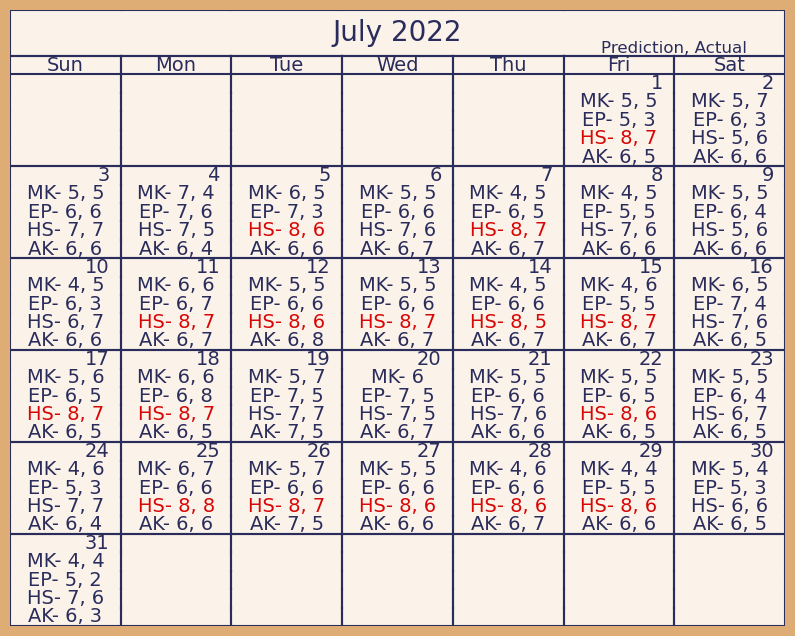 July 2022
Prediction, Actual
Sun Mon Tue Wed Thu Fri Sat
1 2
MK- 5, 5 MK- 5, 7
EP- 5, 3 EP- 6, 3
HS- 8, 7 HS- 5, 6
AK- 6, 5 AK- 6, 6
3 4 5 6 7 8 9
MK- 5, 5 MK- 7, 4 MK- 6, 5 MK- 5, 5 MK- 4, 5 MK- 4, 5 MK- 5, 5
EP- 6, 6 EP- 7, 6 EP- 7, 3 EP- 6, 6 EP- 6, 5 EP- 5, 5 EP- 6, 4
HS- 7, 7 HS- 7, 5 HS- 8, 6 HS- 7, 6 HS- 8, 7 HS- 7, 6 HS- 5, 6
AK- 6, 6 AK- 6, 4 AK- 6, 6 AK- 6, 7 AK- 6, 7 AK- 6, 6 AK- 6, 6
10 11 12 13 14 15 16
MK- 4, 5 MK- 6, 6 MK- 5, 5 MK- 5, 5 MK- 4, 5 MK- 4, 6 MK- 6, 5
EP- 6, 3 EP- 6, 7 EP- 6, 6 EP- 6, 6 EP- 6, 6 EP- 5, 5 EP- 7, 4
HS- 6, 7 HS- 8, 7 HS- 8, 6 HS- 8, 7 HS- 8, 5 HS- 8, 7 HS- 7, 6
AK- 6, 6 AK- 6, 7 AK- 6, 8 AK- 6, 7 AK- 6, 7 AK- 6, 7 AK- 6, 5
17 18 19 20 21 22 23
MK- 5, 6 MK- 6, 6 MK- 5, 7 MK- 6 MK- 5, 5 MK- 5, 5 MK- 5, 5
EP- 6, 5 EP- 6, 8 EP- 7, 5 EP- 7, 5 EP- 6, 6 EP- 6, 5 EP- 6, 4
HS- 8, 7 HS- 8, 7 HS- 7, 7 HS- 7, 5 HS- 7, 6 HS- 8, 6 HS- 6, 7
AK- 6, 5 AK- 6, 5 AK- 7, 5 AK- 6, 7 AK- 6, 6 AK- 6, 5 AK- 6, 5
24 25 26 27 28 29 30
MK- 4, 6 MK- 6, 7 MK- 5, 7 MK- 5, 5 MK- 4, 6 MK- 4, 4 MK- 5, 4
EP- 5, 3 EP- 6, 6 EP- 6, 6 EP- 6, 6 EP- 6, 6 EP- 5, 5 EP- 5, 3
HS- 7, 7 HS- 8, 8 HS- 8, 7 HS- 8, 6 HS- 8, 6 HS- 8, 6 HS- 6, 6
AK- 6, 4 AK- 6, 6 AK- 7, 5 AK- 6, 6 AK- 6, 7 AK- 6, 6 AK- 6, 5
31
MK- 4, 4
EP- 5, 2
HS- 7, 6
AK- 6, 3